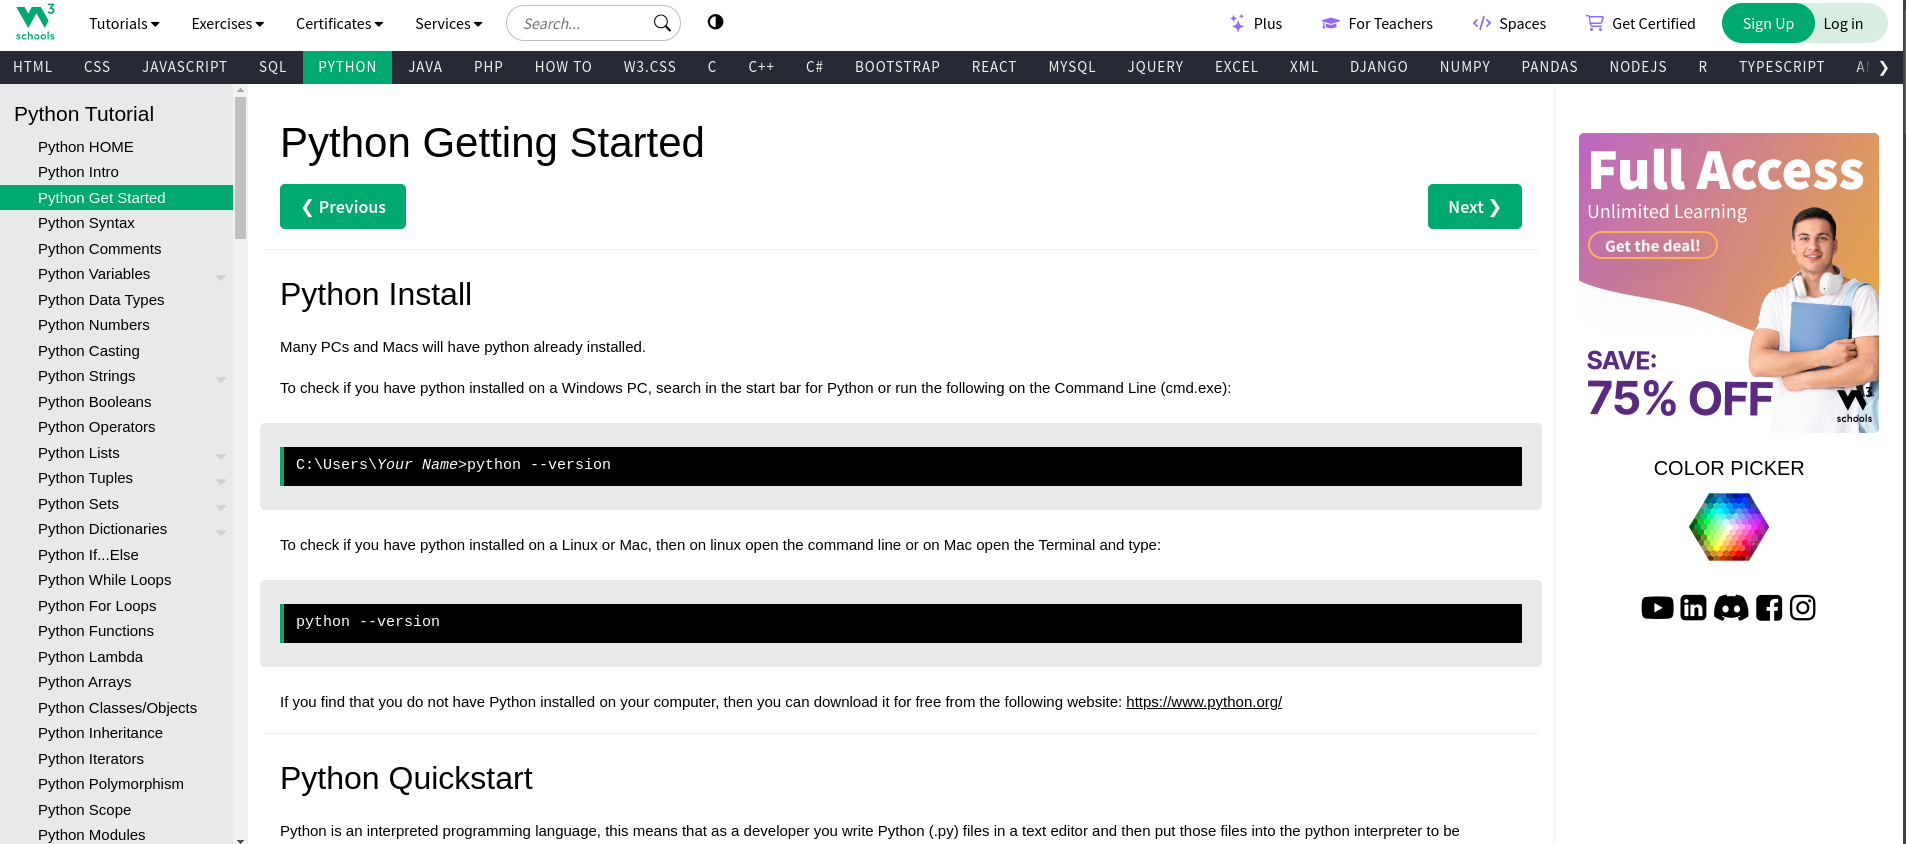 3
schools
Tutorials
Exercises
Certificates
Services
Search...
Plus
For Teachers
Spaces
Get Certified
Sign Up
Log in
HTML CSS JAVASCRIPT SQL PYTHON JAVA PHP HOW TO W3.CSS C C++ C# BOOTSTRAP REACT MYSQL JQUERY EXCEL XML DJANGO NUMPY PANDAS NODEJS R TYPESCRIPT ❯
Python Tutorial
Python HOME
Python Intro
Python Get Started
Python Syntax
Python Comments
Python Variables
Python Data Types
Python Numbers
Python Casting
Python Strings
Python Booleans
Python Operators
Python Lists
Python Tuples
Python Sets
Python Dictionaries
Python If...Else
Python While Loops
Python For Loops
Python Functions
Python Lambda
Python Arrays
Python Classes/Objects
Python Inheritance
Python Iterators
Python Polymorphism
Python Scope
Python Modules
Python Getting Started
❮ Previous
Next ❯
Python Install
Many PCs and Macs will have python already installed.
To check if you have python installed on a Windows PC, search in the start bar for Python or run the following on the Command Line (cmd.exe):
C:\Users\Your Name>python --version
To check if you have python installed on a Linux or Mac, then on linux open the command line or on Mac open the Terminal and type:
python --version
If you find that you do not have Python installed on your computer, then you can download it for free from the following website: https://www.python.org/
Python Quickstart
Python is an interpreted programming language, this means that as a developer you write Python (.py) files in a text editor and then put those files into the python interpreter to be
Full Access
Unlimited Learning
Get the deal!
SAVE:
75% OFF
3
schools
COLOR PICKER